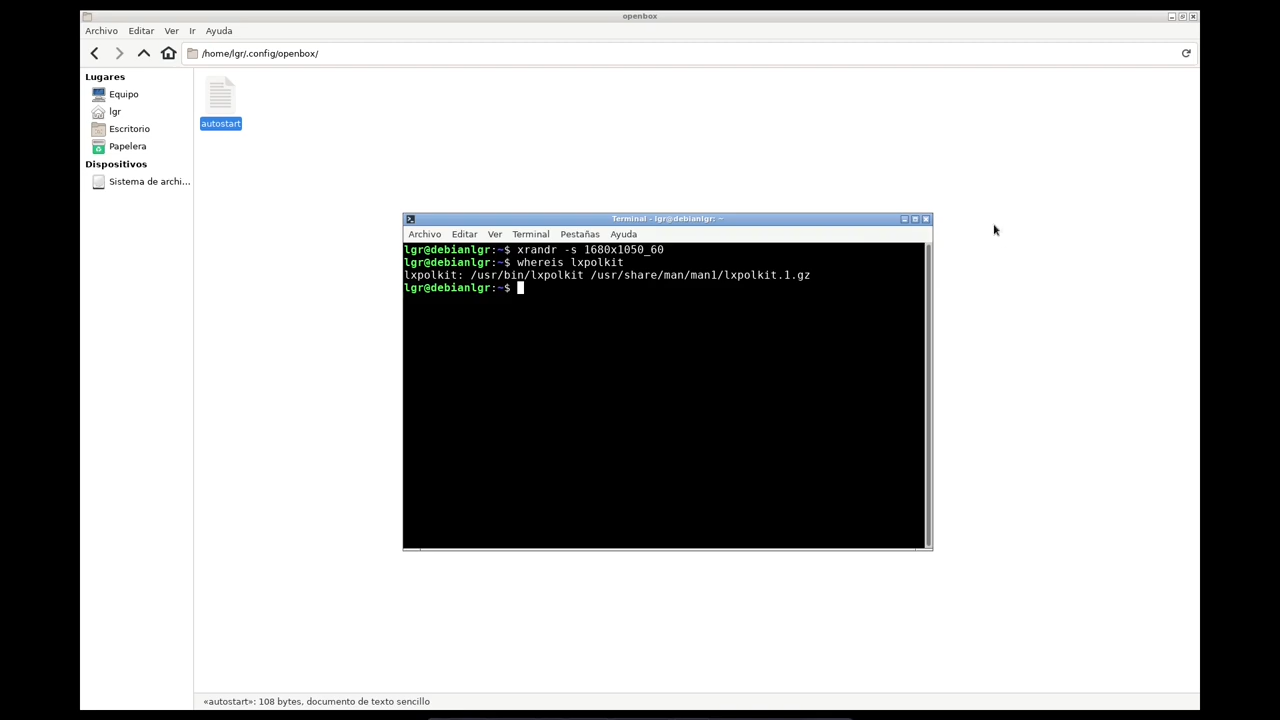 openbox
Archivo Editar Ver Ir Ayuda
/home/lgr/.config/openbox/
Lugares
Equipo
lgr
Escritorio
Papelera
Dispositivos
Sistema de archi...
autostart
Terminal - lgr@debianlgr: ~
Archivo Editar Ver Terminal Pestañas Ayuda
lgr@debianlgr:~$ xrandr -s 1680x1050_60
lgr@debianlgr:~$ whereis lxpolkit
lxpolkit: /usr/bin/lxpolkit /usr/share/man/man1/lxpolkit.1.gz
lgr@debianlgr:~$
«autostart»: 108 bytes, documento de texto sencillo